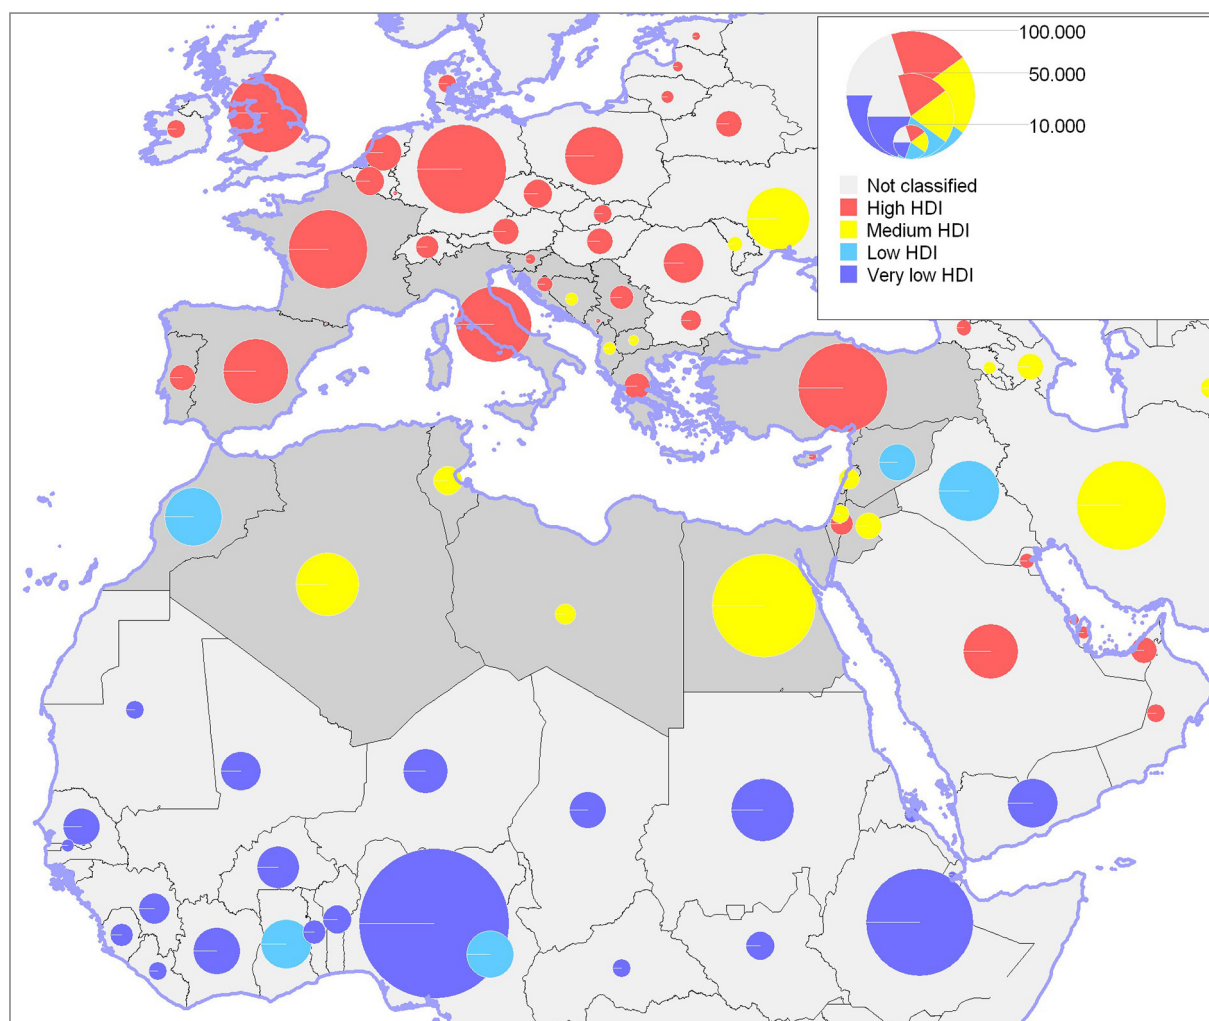 100.000
50.000
10.000
Not classified
High HDI
Medium HDI
Low HDI
Very low HDI